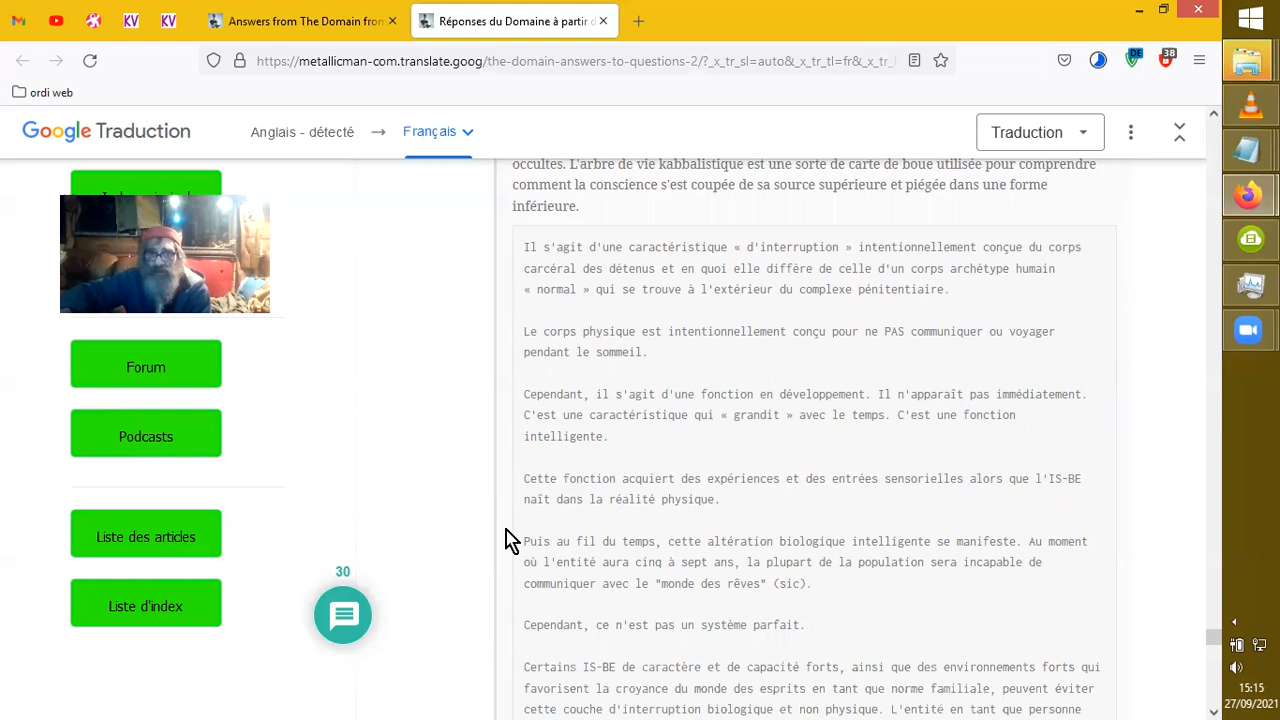 KV
KV
Answers from The Domain from
Réponses du Domaine à partir d
https://metallicman-com.translate.goog/the-domain-answers-to-questions-2/?_x_tr_sl=auto&_x_tr_tl=fr&_x_tr_
DE
38
ordi web
Google Traduction
Anglais - détecté
Français
Traduction
occultes. L'arbre de vie kabbalistique est une sorte de carte de boue utilisée pour comprendre
comment la conscience s'est coupée de sa source supérieure et piégée dans une forme
inférieure.
Il s'agit d'une caractéristique « d'interruption » intentionnellement conçue du corps
carcéral des détenus et en quoi elle diffère de celle d'un corps archétype humain
« normal » qui se trouve à l'extérieur du complexe pénitentiaire.
Le corps physique est intentionnellement conçu pour ne PAS communiquer ou voyager
pendant le sommeil.
Cependant, il s'agit d'une fonction en développement. Il n'apparaît pas immédiatement.
C'est une caractéristique qui « grandit » avec le temps. C'est une fonction
intelligente.
Cette fonction acquiert des expériences et des entrées sensorielles alors que l'IS-BE
naît dans la réalité physique.
Puis au fil du temps, cette altération biologique intelligente se manifeste. Au moment
où l'entité aura cinq à sept ans, la plupart de la population sera incapable de
communiquer avec le "monde des rêves" (sic).
Cependant, ce n'est pas un système parfait.
Certains IS-BE de caractère et de capacité forts, ainsi que des environnements forts qui
favorisent la croyance du monde des esprits en tant que norme familiale, peuvent éviter
cette couche d'interruption biologique et non physique. L'entité en tant que personne
Forum
Podcasts
Liste des articles
Liste d'index
30
15:15
27/09/2021